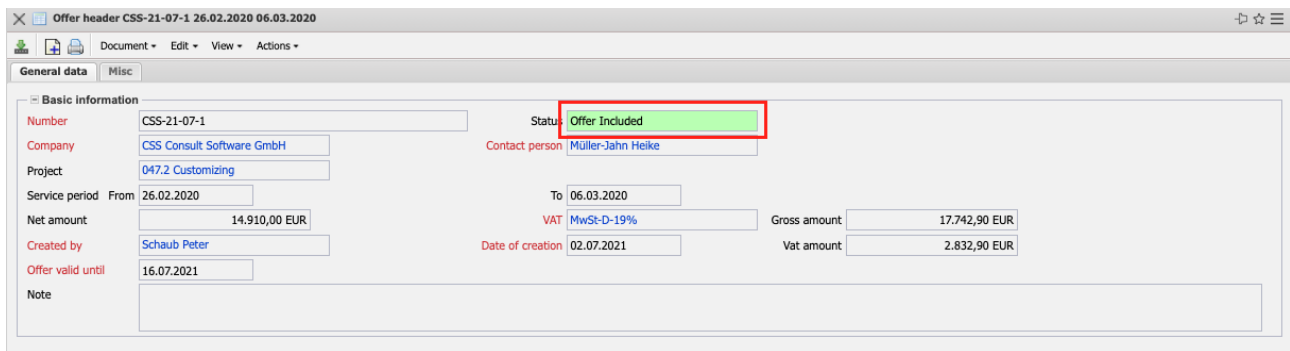 Offer header CSS-21-07-1 26.02.2020 06.03.2020
Document Edit View Actions
General data Misc
Basic information
Number CSS-21-07-1 Status Offer Included
Company CSS Consult Software GmbH Contact person Müller-Jahn Heike
Project 047.2 Customizing
Service period From 26.02.2020 To 06.03.2020
Net amount 14.910,00 EUR VAT MwSt-D-19% Gross amount 17.742,90 EUR
Created by Schaub Peter Date of creation 02.07.2021 Vat amount 2.832,90 EUR
Offer valid until 16.07.2021
Note